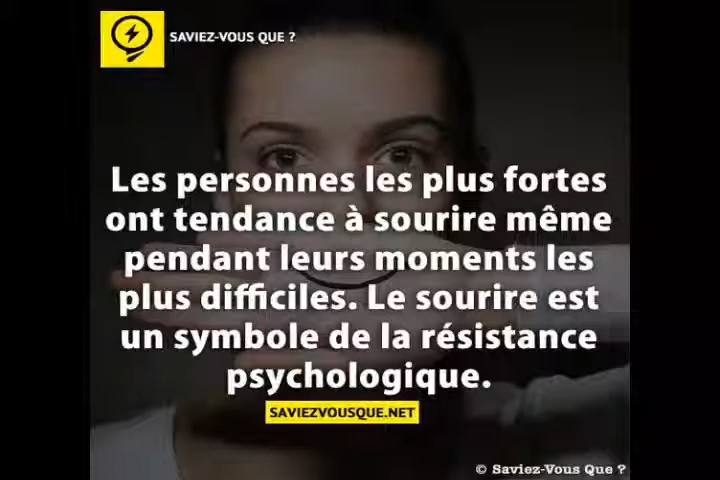 SAVIEZ-VOUS QUE ?
Les personnes les plus fortes
ont tendance à sourire même
pendant leurs moments les
plus difficiles. Le sourire est
un symbole de la résistance
psychologique.
SAVIEZVOUSQUE.NET
© Saviez-Vous Que ?